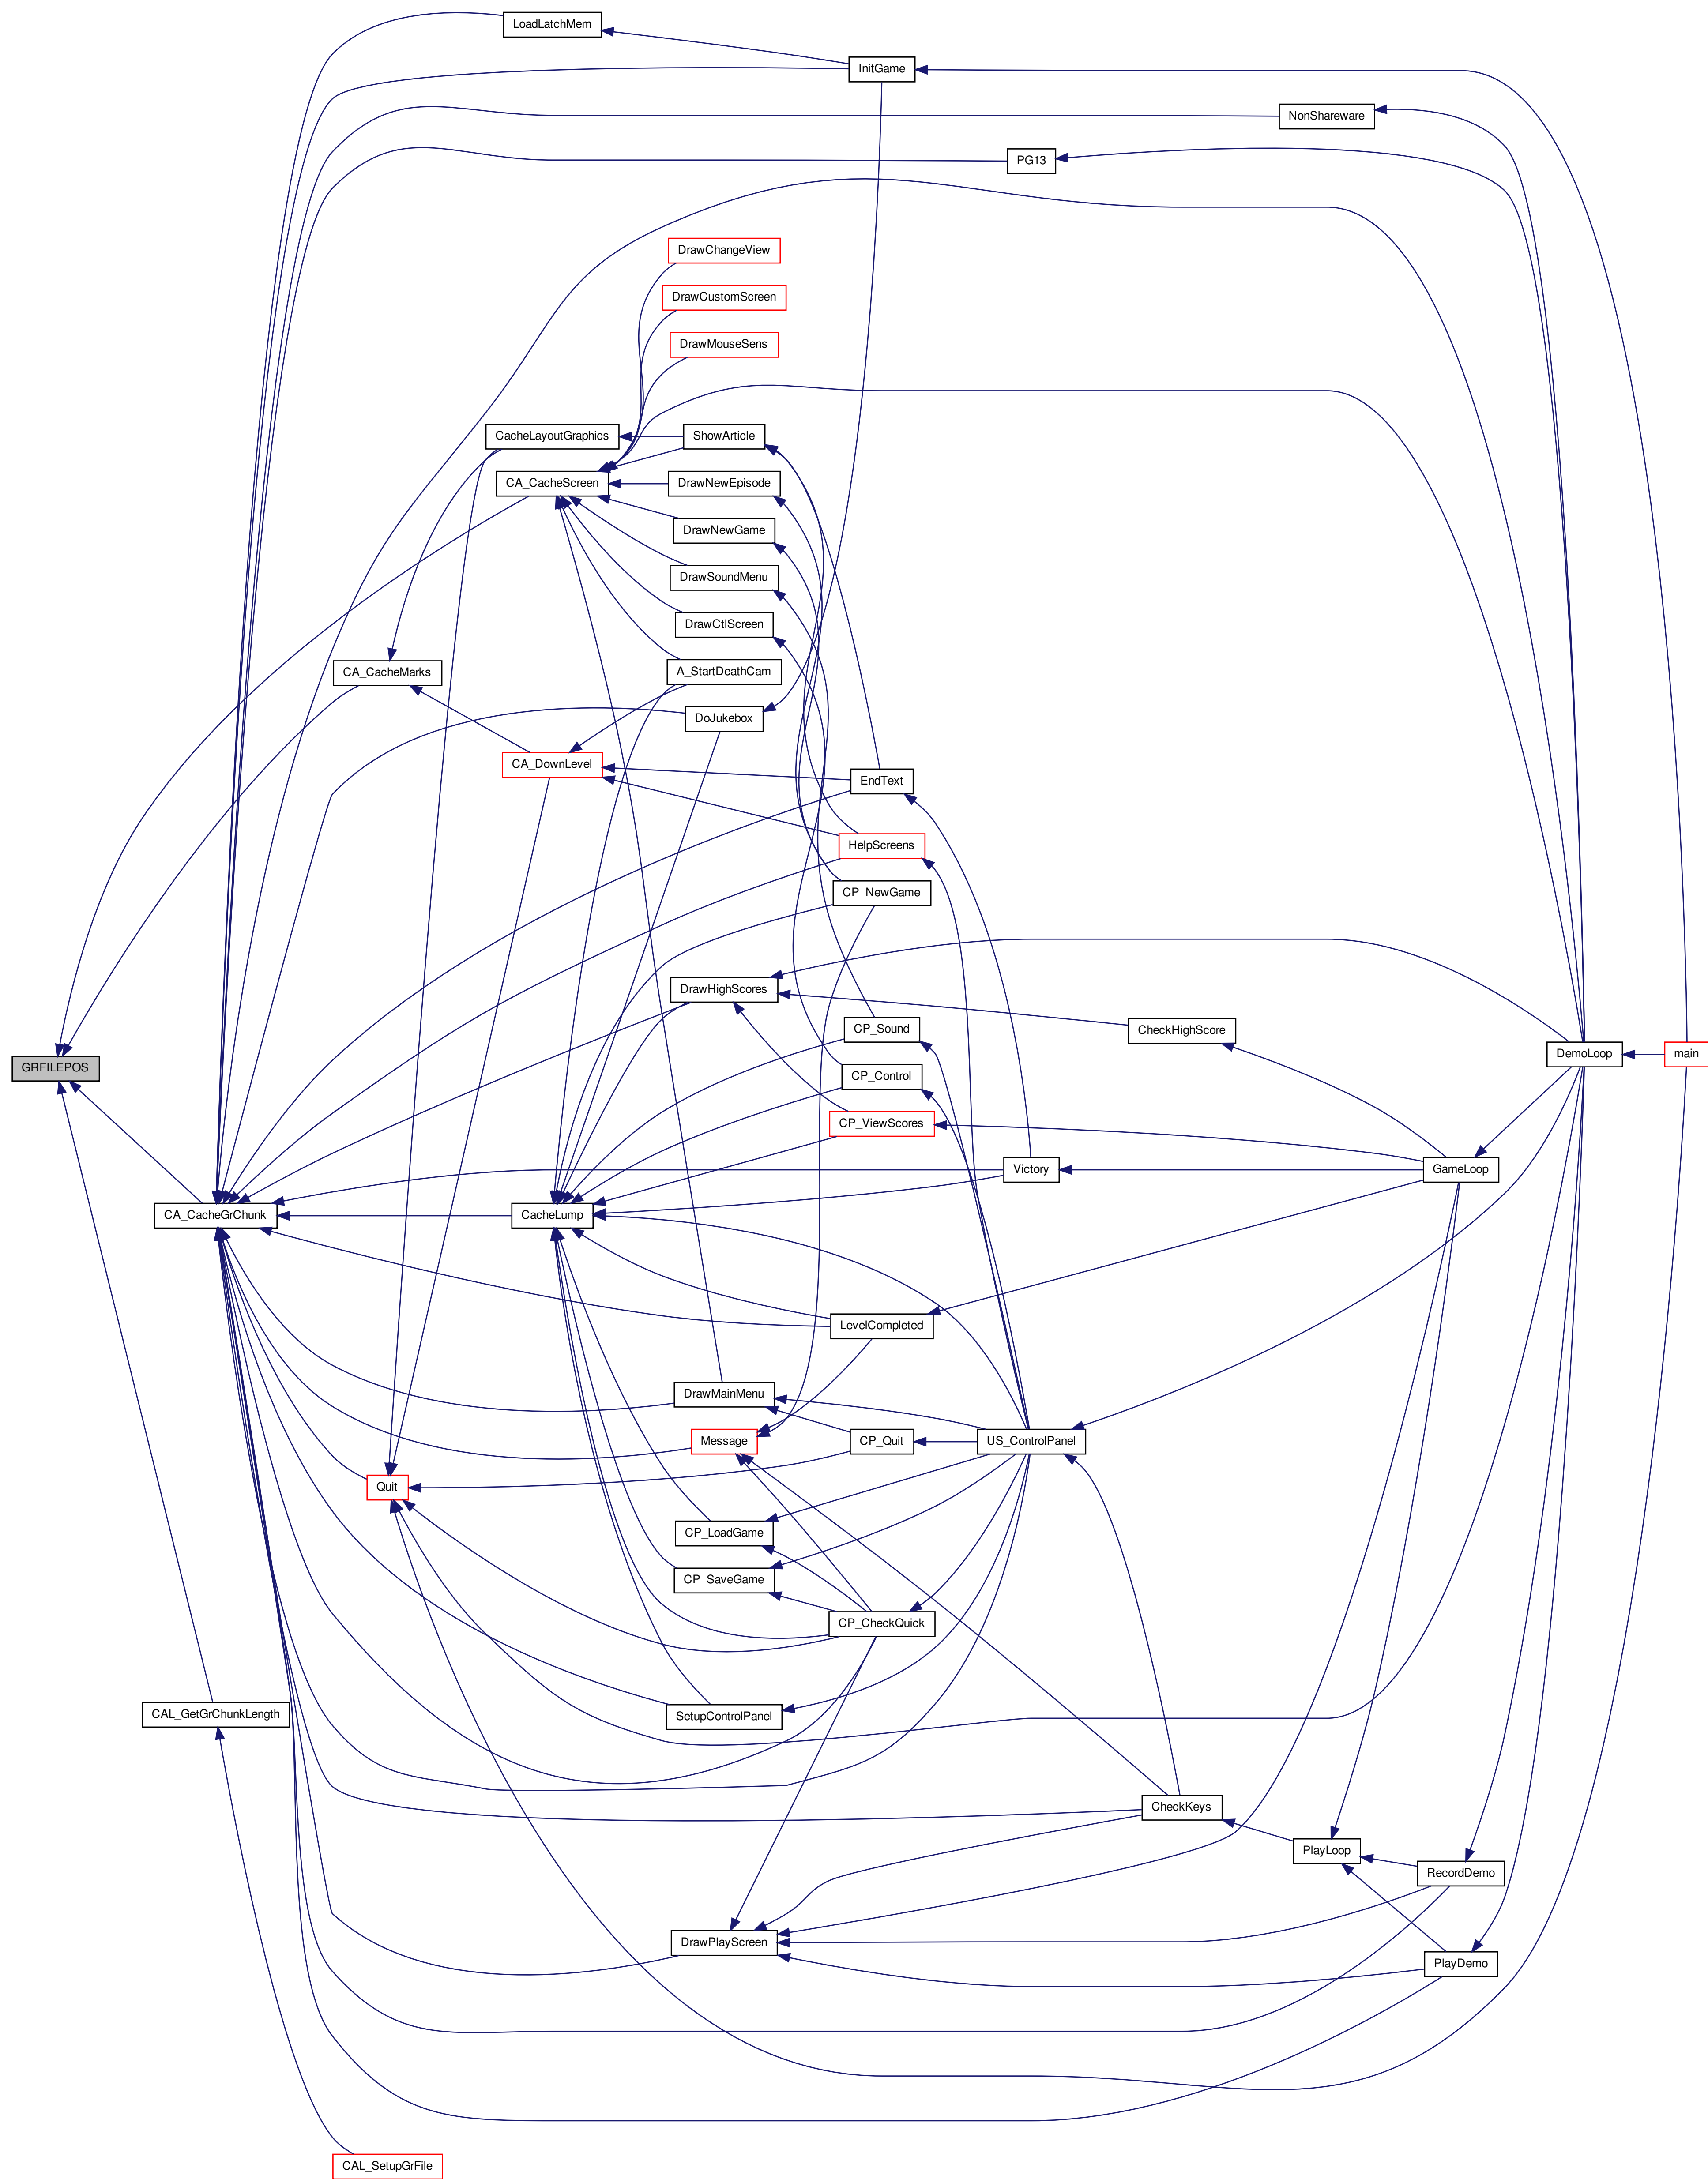 LoadLatchMem
InitGame
NonShareware
PG13
DrawChangeView
DrawCustomScreen
DrawMouseSens
CacheLayoutGraphics
ShowArticle
CA_CacheScreen
DrawNewEpisode
DrawNewGame
DrawSoundMenu
DrawCtlScreen
CA_CacheMarks
A_StartDeathCam
DoJukebox
CA_DownLevel
EndText
HelpScreens
CP_NewGame
DrawHighScores
CP_Sound
CheckHighScore
GRFILEPOS
DemoLoop
main
CP_Control
CP_ViewScores
Victory
GameLoop
CA_CacheGrChunk
CacheLump
LevelCompleted
DrawMainMenu
Message
CP_Quit
US_ControlPanel
Quit
CP_LoadGame
CP_SaveGame
CP_CheckQuick
CAL_GetGrChunkLength
SetupControlPanel
CheckKeys
PlayLoop
RecordDemo
DrawPlayScreen
PlayDemo
CAL_SetupGrFile